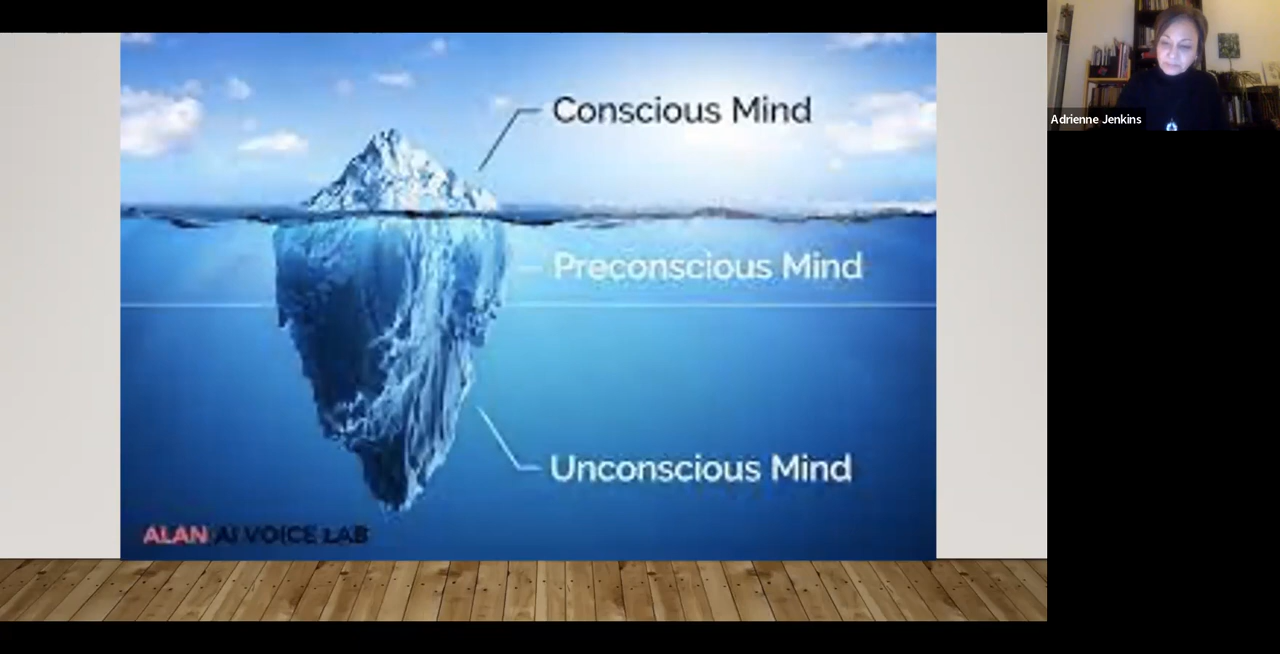 Conscious Mind
Preconscious Mind
Unconscious Mind
ALAN AI VOICE LAB
Adrienne Jenkins